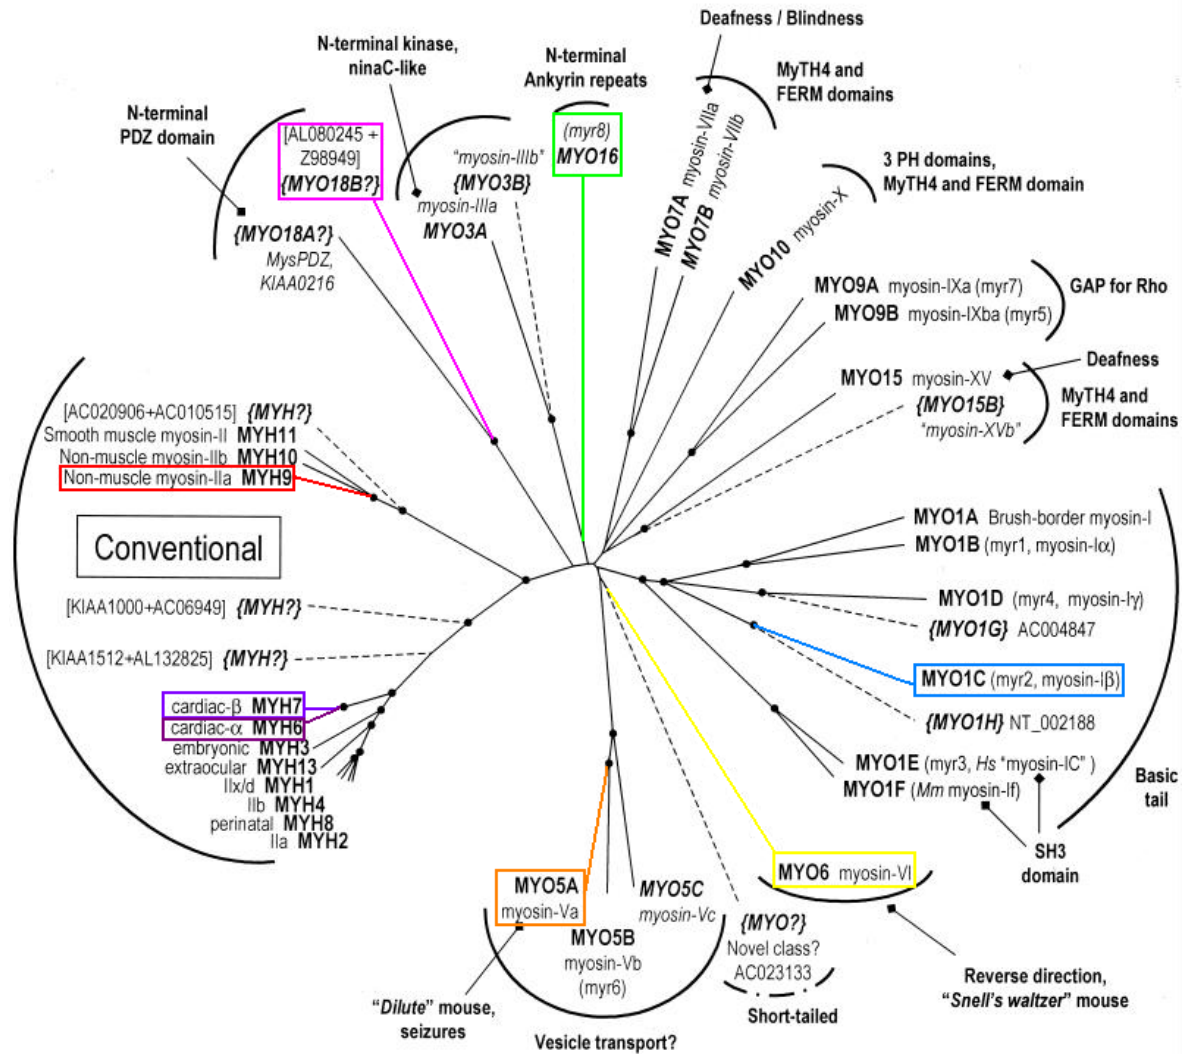 Deafness / Blindness
N-terminal kinase,
ninaC-like
N-terminal
Ankyrin repeats
MyTH4 and
FERM domains
N-terminal
PDZ domain
[AL080245 +
Z98949]
{MYO18B?}
(myr8)
MYO16
"myosin-IIIb"
{MYO3B}
myosin-IIIa
MYO3A
MYO7A myosin-VIIa
MYO7B myosin-VIIb
3 PH domains,
MyTH4 and FERM domain
MYO10 myosin-X
{MYO18A?}
MysPDZ,
KIAA0216
MYO9A myosin-IXa (myr7)
MYO9B myosin-IXba (myr5)
GAP for Rho
Deafness
MYO15 myosin-XV
{MYO15B}
"myosin-XVb"
MyTH4 and
FERM domains
[AC020906+AC010515] {MYH?}
Smooth muscle myosin-II MYH11
Non-muscle myosin-IIb MYH10
Non-muscle myosin-IIa MYH9
Conventional
[KIAA1000+AC06949] {MYH?}
[KIAA1512+AL132825] {MYH?}
cardiac-β MYH7
cardiac-α MYH6
embryonic MYH3
extraocular MYH13
IIx/d MYH1
IIb MYH4
perinatal MYH8
IIa MYH2
MYO1A Brush-border myosin-I
MYO1B (myr1, myosin-Iα)
MYO1D (myr4, myosin-Iγ)
{MYO1G} AC004847
MYO1C (myr2, myosin-Iβ)
{MYO1H} NT_002188
MYO1E (myr3, Hs "myosin-IC" )
MYO1F (Mm myosin-If)
Basic
tail
SH3
domain
MYO6 myosin-VI
Reverse direction,
"Snell's waltzer" mouse
MYO5A
myosin-Va
MYO5C
myosin-Vc
MYO5B
myosin-Vb
(myr6)
{MYO?}
Novel class?
AC023133
Short-tailed
"Dilute" mouse,
seizures
Vesicle transport?